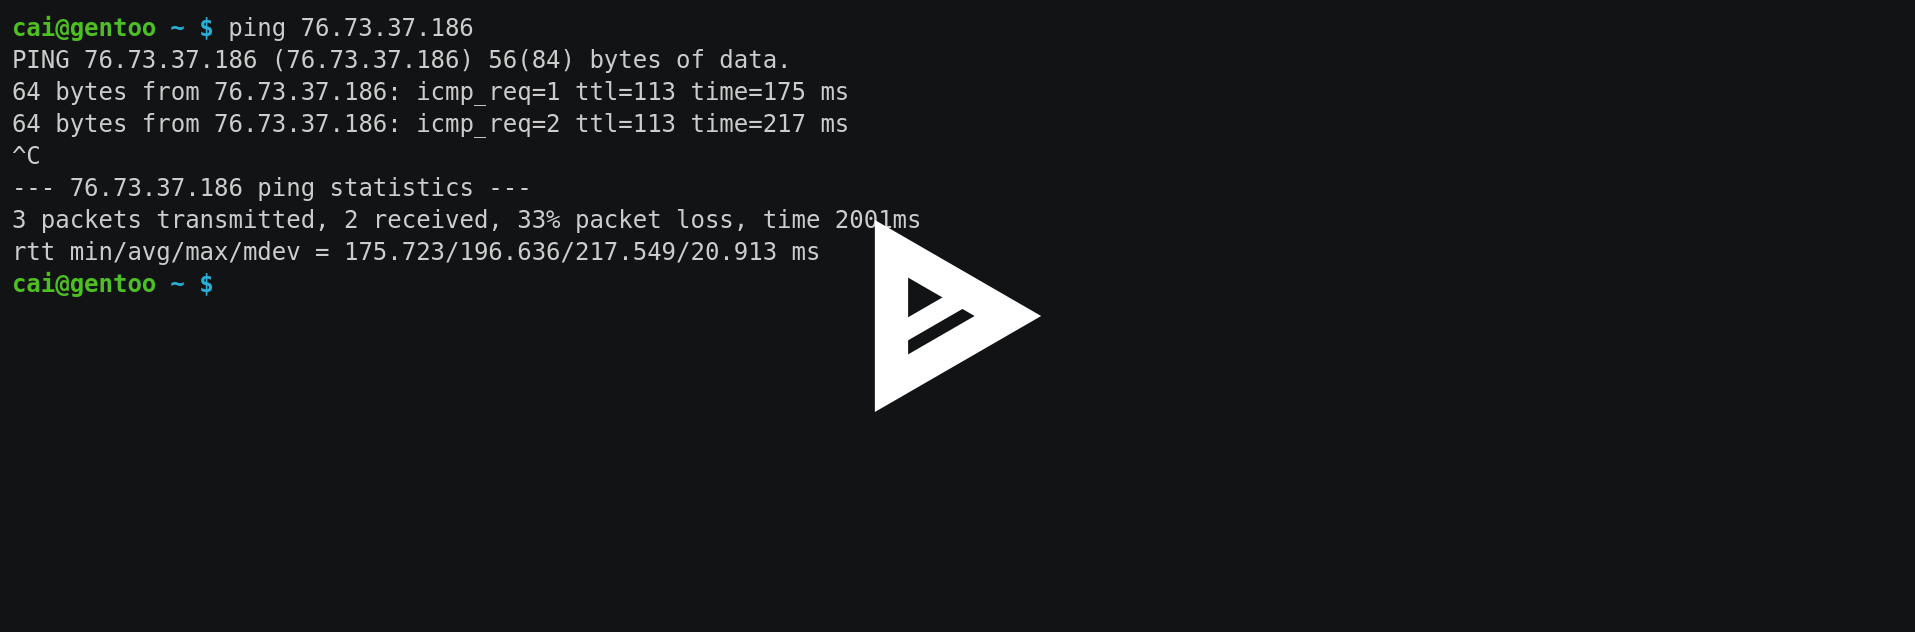 cai@gentoo ~ $ ping 76.73.37.186
PING 76.73.37.186 (76.73.37.186) 56(84) bytes of data.
64 bytes from 76.73.37.186: icmp_req=1 ttl=113 time=175 ms
64 bytes from 76.73.37.186: icmp_req=2 ttl=113 time=217 ms
^C
--- 76.73.37.186 ping statistics ---
3 packets transmitted, 2 received, 33% packet loss, time 2001ms
rtt min/avg/max/mdev = 175.723/196.636/217.549/20.913 ms
cai@gentoo ~ $